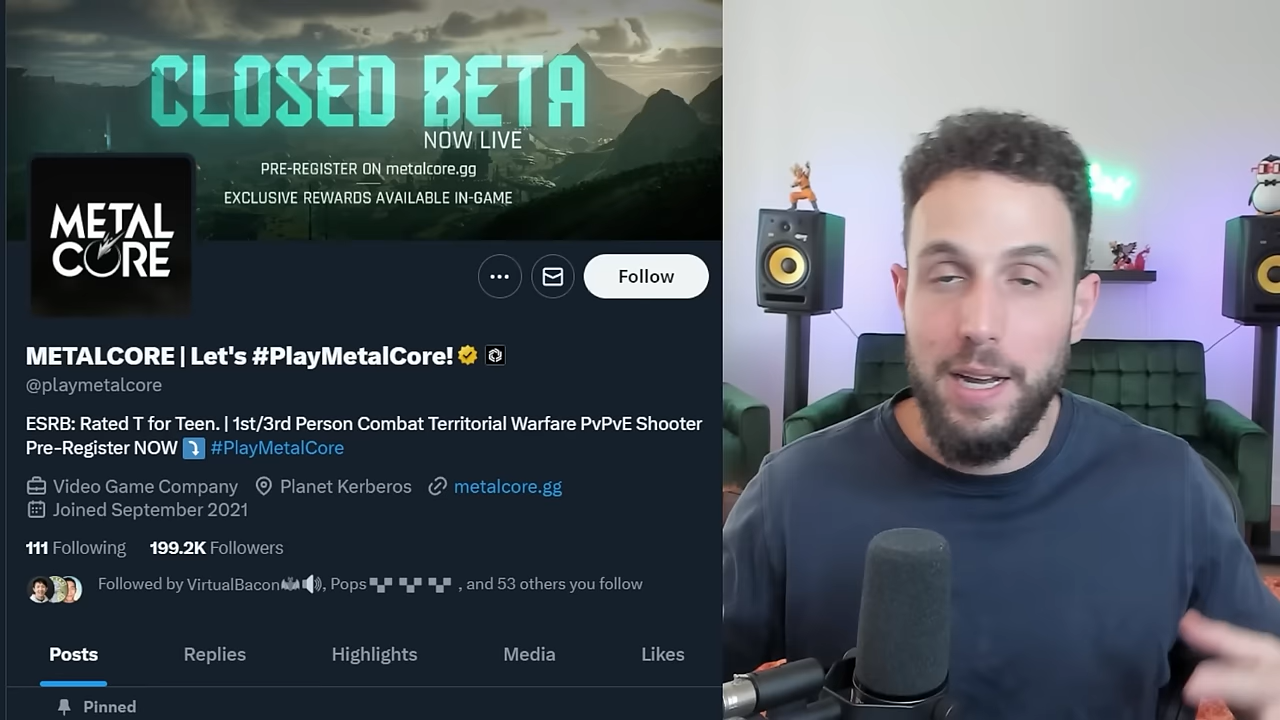 CLOSED BETA
NOW LIVE
PRE-REGISTER ON metalcore.gg
EXCLUSIVE REWARDS AVAILABLE IN-GAME
METAL
CORE
Follow
METALCORE | Let's #PlayMetalCore!
@playmetalcore
ESRB: Rated T for Teen. | 1st/3rd Person Combat Territorial Warfare PvPvE Shooter
Pre-Register NOW ⤵️ #PlayMetalCore
Video Game Company Planet Kerberos metalcore.gg
Joined September 2021
111 Following 199.2K Followers
Followed by VirtualBacon🦇🔊, Pops , and 53 others you follow
Posts Replies Highlights Media Likes
Pinned